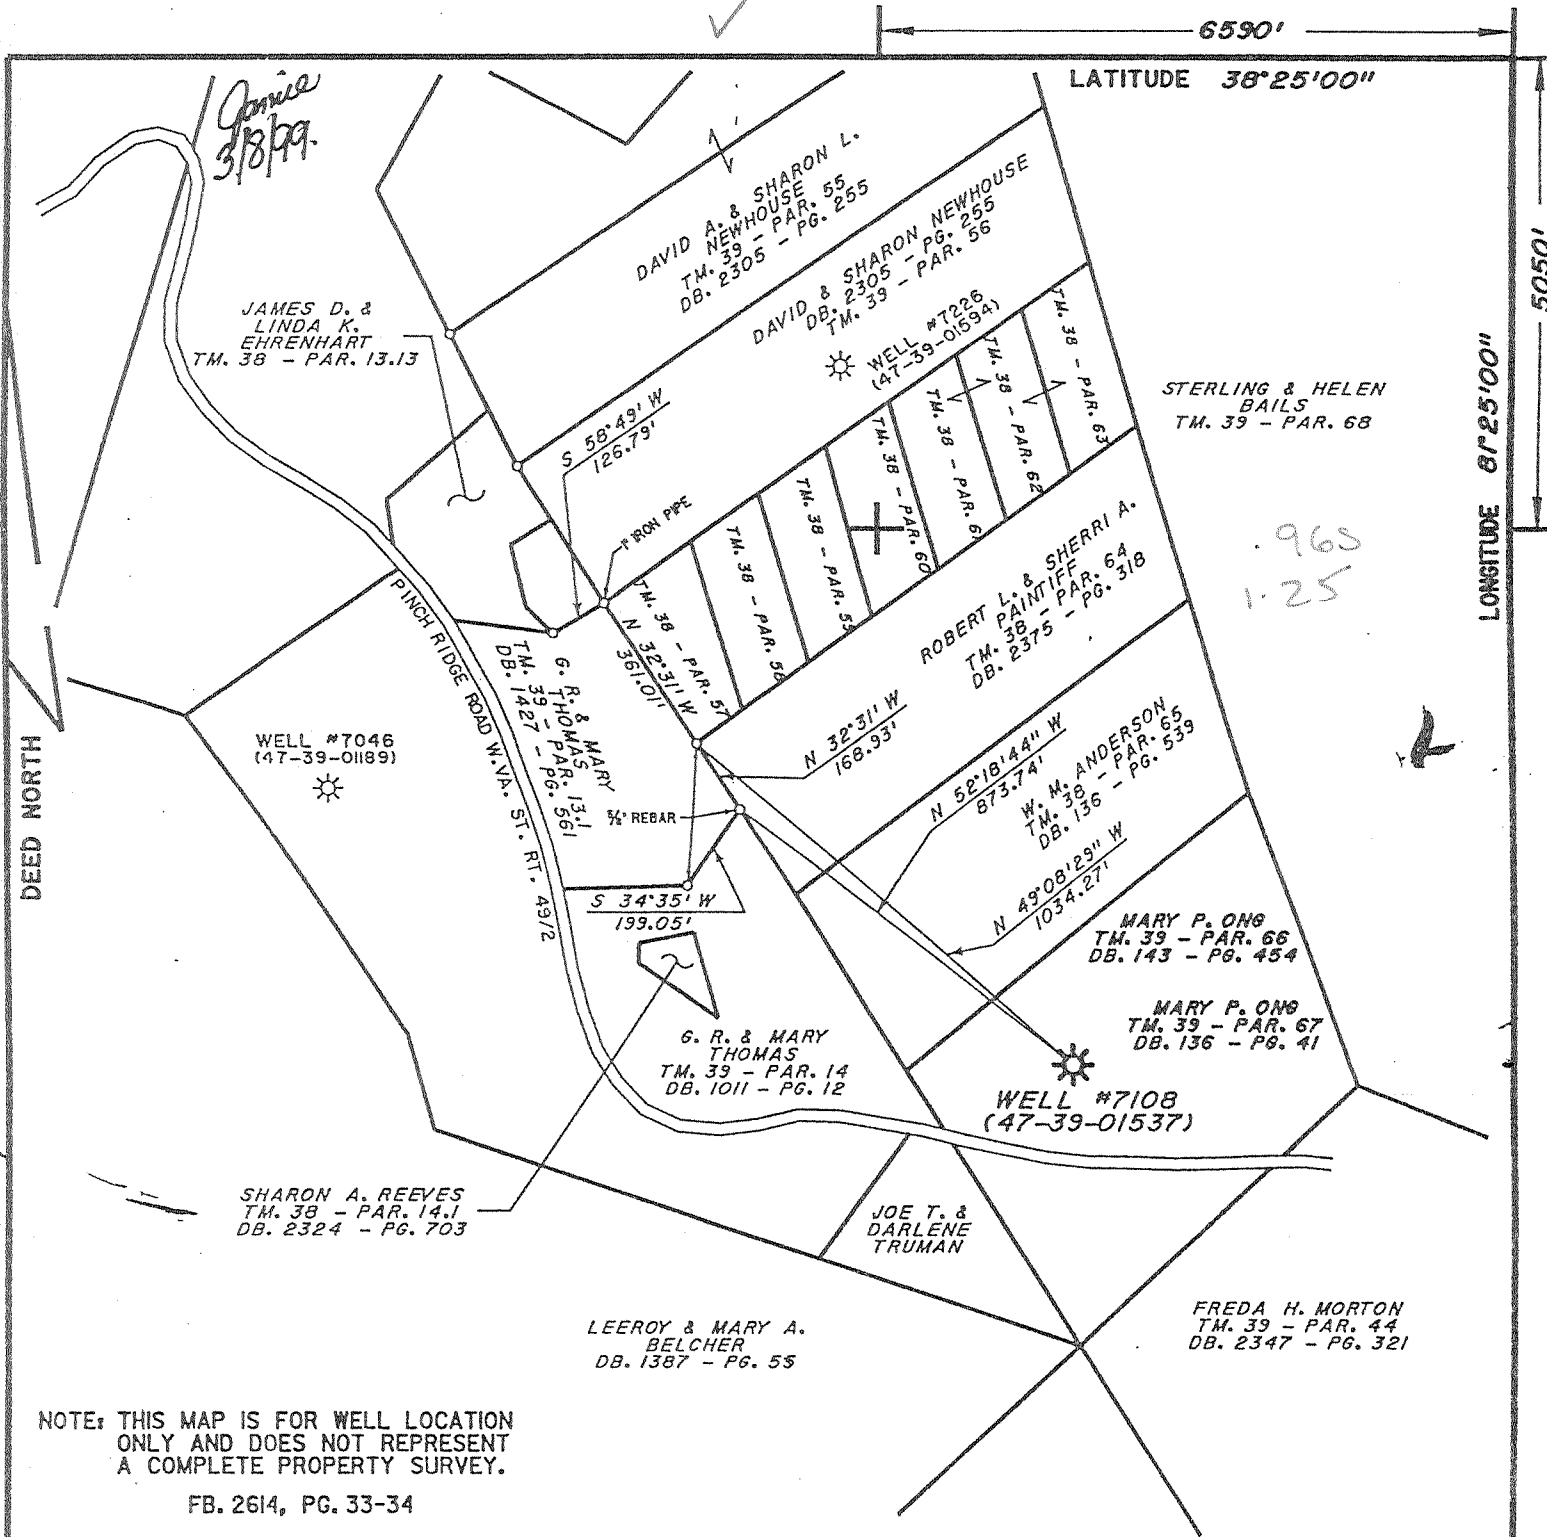 6590'
LATITUDE 38°25'00"
Jamie
3/8/99.
5050'
LONGITUDE 81°25'00"
DAVID A. & SHARON L.
NEWHOUSE
TM. 39 - PAR. 55
DB. 2305 - PG. 255
DAVID & SHARON NEWHOUSE
DB. 2305 - PG. 255
TM. 39 - PAR. 56
WELL #7226
(47-39-01594)
JAMES D. &
LINDA K.
EHRENHART
TM. 38 - PAR. 13.13
STERLING & HELEN
BAILS
TM. 39 - PAR. 68
S 58°49' W
126.79'
1" IRON PIPE
TM. 38 - PAR. 63
TM. 38 - PAR. 62
TM. 38 - PAR. 61
TM. 38 - PAR. 60
TM. 38 - PAR. 55
TM. 38 - PAR. 56
TM. 38 - PAR. 57
.965
1.25
N 32°31' W
361.01'
ROBERT L. & SHERRI A.
PAINTIFF
TM. 38 - PAR. 64
DB. 2375 - PG. 318
PINCH RIDGE ROAD W.VA. ST. RT. 49/2
G. R. & MARY
THOMAS
TM. 39 - PAR. 13.1
DB. 1427 - PG. 561
WELL #7046
(47-39-01189)
N 32°31' W
168.93'
N 52°18'44" W
873.74'
W. M. ANDERSON
TM. 38 - PAR. 65
DB. 136 - PG. 539
DEED NORTH
5/8" REBAR
N 49°08'29" W
1034.27'
S 34°35' W
199.05'
MARY P. ONG
TM. 39 - PAR. 66
DB. 143 - PG. 454
MARY P. ONG
TM. 39 - PAR. 67
DB. 136 - PG. 41
G. R. & MARY
THOMAS
TM. 39 - PAR. 14
DB. 1011 - PG. 12
WELL #7108
(47-39-01537)
SHARON A. REEVES
TM. 38 - PAR. 14.1
DB. 2324 - PG. 703
JOE T. &
DARLENE
TRUMAN
LEEROY & MARY A.
BELCHER
DB. 1387 - PG. 55
FREDA H. MORTON
TM. 39 - PAR. 44
DB. 2347 - PG. 321
NOTE: THIS MAP IS FOR WELL LOCATION
ONLY AND DOES NOT REPRESENT
A COMPLETE PROPERTY SURVEY.
FB. 2614, PG. 33-34